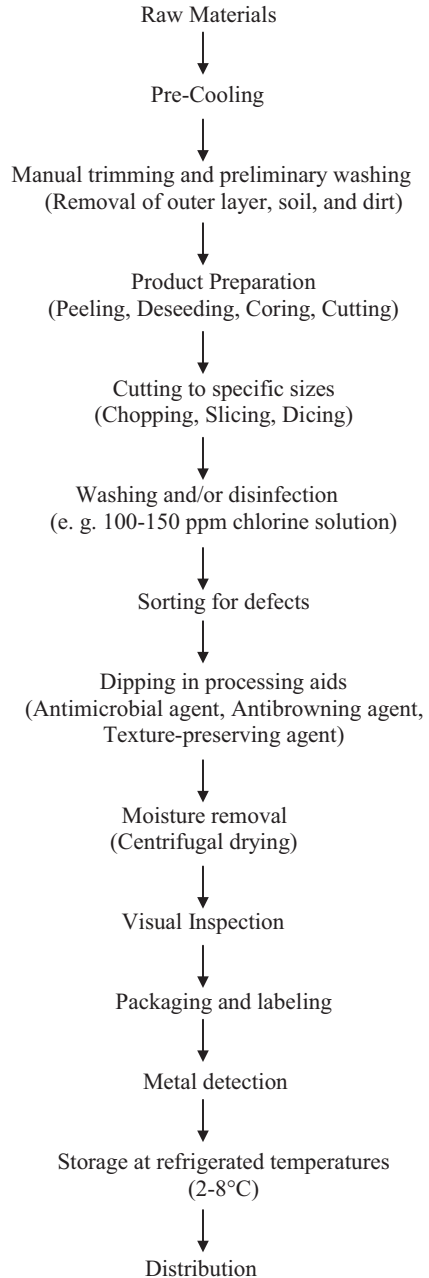 Raw Materials
Pre-Cooling
Manual trimming and preliminary washing
(Removal of outer layer, soil, and dirt)
Product Preparation
(Peeling, Deseeding, Coring, Cutting)
Cutting to specific sizes
(Chopping, Slicing, Dicing)
Washing and/or disinfection
(e. g. 100-150 ppm chlorine solution)
Sorting for defects
Dipping in processing aids
(Antimicrobial agent, Antibrowning agent,
Texture-preserving agent)
Moisture removal
(Centrifugal drying)
Visual Inspection
Packaging and labeling
Metal detection
Storage at refrigerated temperatures
(2-8°C)
Distribution